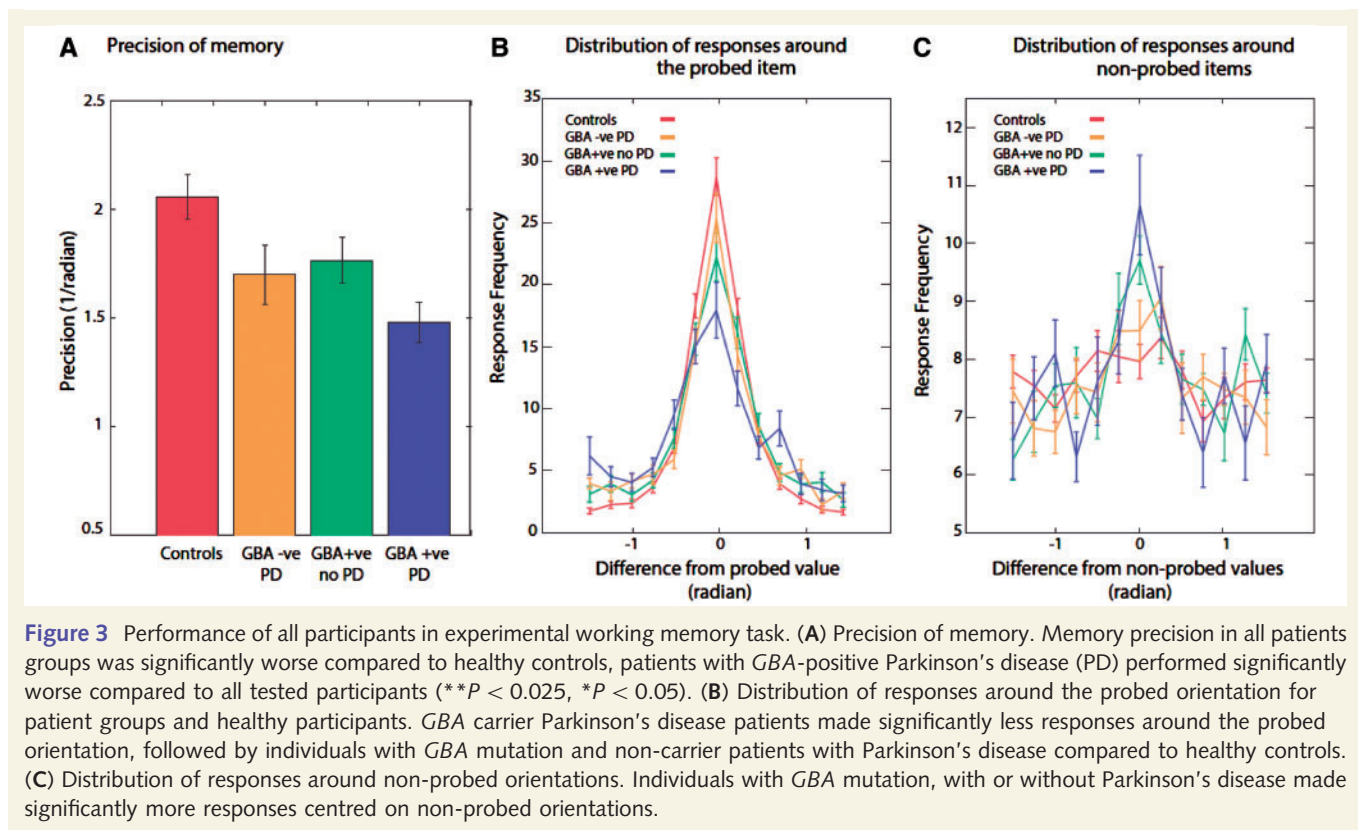 A Precision of memory
2.5
2
1.5
1
0.5
Precision (1/radian)
Controls
GBA -ve PD
GBA+ve no PD
GBA +ve PD
B Distribution of responses around
the probed item
35
30
25
20
15
10
5
0
Response Frequency
Controls
GBA -ve PD
GBA+ve no PD
GBA +ve PD
-1 0 1
Difference from probed value
(radian)
C Distribution of responses around
non-probed items
12
11
10
9
8
7
6
5
Response Frequency
Controls
GBA -ve PD
GBA+ve no PD
GBA +ve PD
-1 0 1
Difference from non-probed values
(radian)
Figure 3 Performance of all participants in experimental working memory task. (A) Precision of memory. Memory precision in all patients
groups was significantly worse compared to healthy controls, patients with GBA-positive Parkinson's disease (PD) performed significantly
worse compared to all tested participants (**P < 0.025, *P < 0.05). (B) Distribution of responses around the probed orientation for
patient groups and healthy participants. GBA carrier Parkinson's disease patients made significantly less responses around the probed
orientation, followed by individuals with GBA mutation and non-carrier patients with Parkinson's disease compared to healthy controls.
(C) Distribution of responses around non-probed orientations. Individuals with GBA mutation, with or without Parkinson's disease made
significantly more responses centred on non-probed orientations.